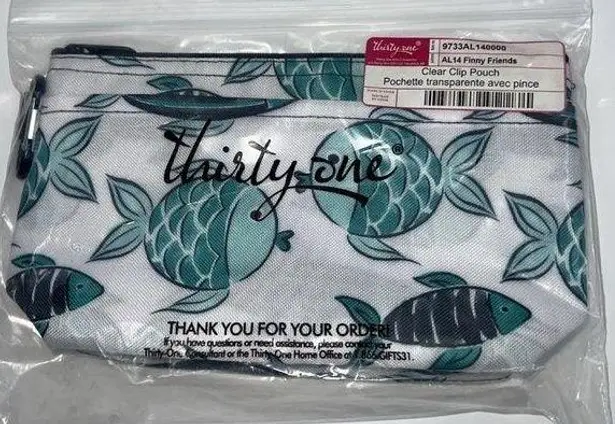 thirty-one®
9733AL140000
AL14 Finny Friends
Clear Clip Pouch
Pochette transparente avec pince
thirty-one®
THANK YOU FOR YOUR ORDER!
If you have questions or need assistance, please contact your
Thirty-One Consultant or the Thirty-One Home Office at 1-866-GIFTS31.